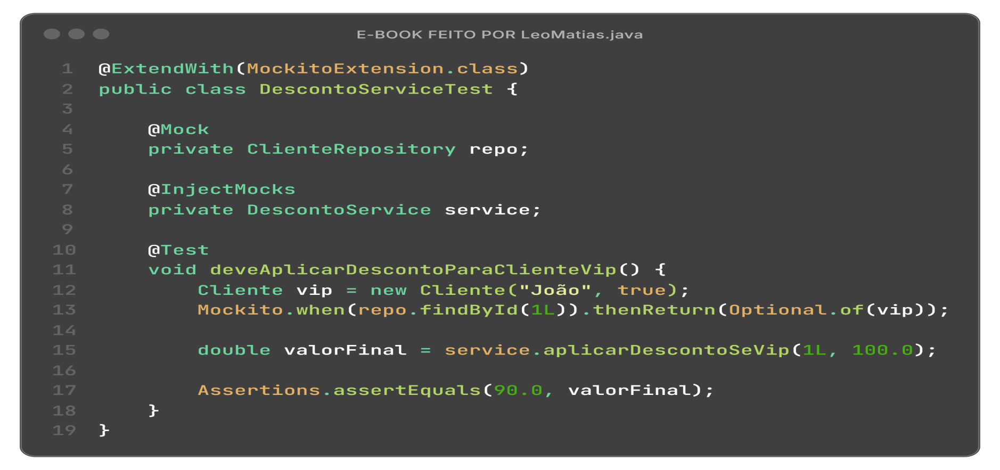 E-BOOK FEITO POR LeoMatias.java
1 @ExtendWith(MockitoExtension.class)
2 public class DescontoServiceTest {
3
4 @Mock
5 private ClienteRepository repo;
6
7 @InjectMocks
8 private DescontoService service;
9
10 @Test
11 void deveAplicarDescontoParaClienteVip() {
12 Cliente vip = new Cliente("João", true);
13 Mockito.when(repo.findById(1L)).thenReturn(Optional.of(vip));
14
15 double valorFinal = service.aplicarDescontoSeVip(1L, 100.0);
16
17 Assertions.assertEquals(90.0, valorFinal);
18 }
19 }